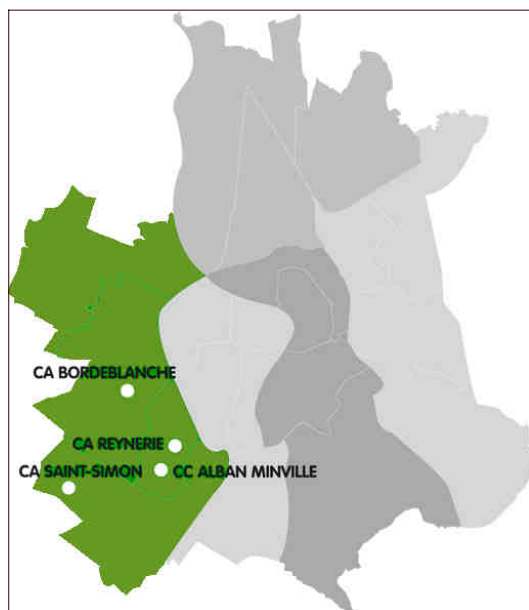 CA BORDEBLANCHE
CA REYNERIE
CA SAINT-SIMON
CC ALBAN MINVILLE